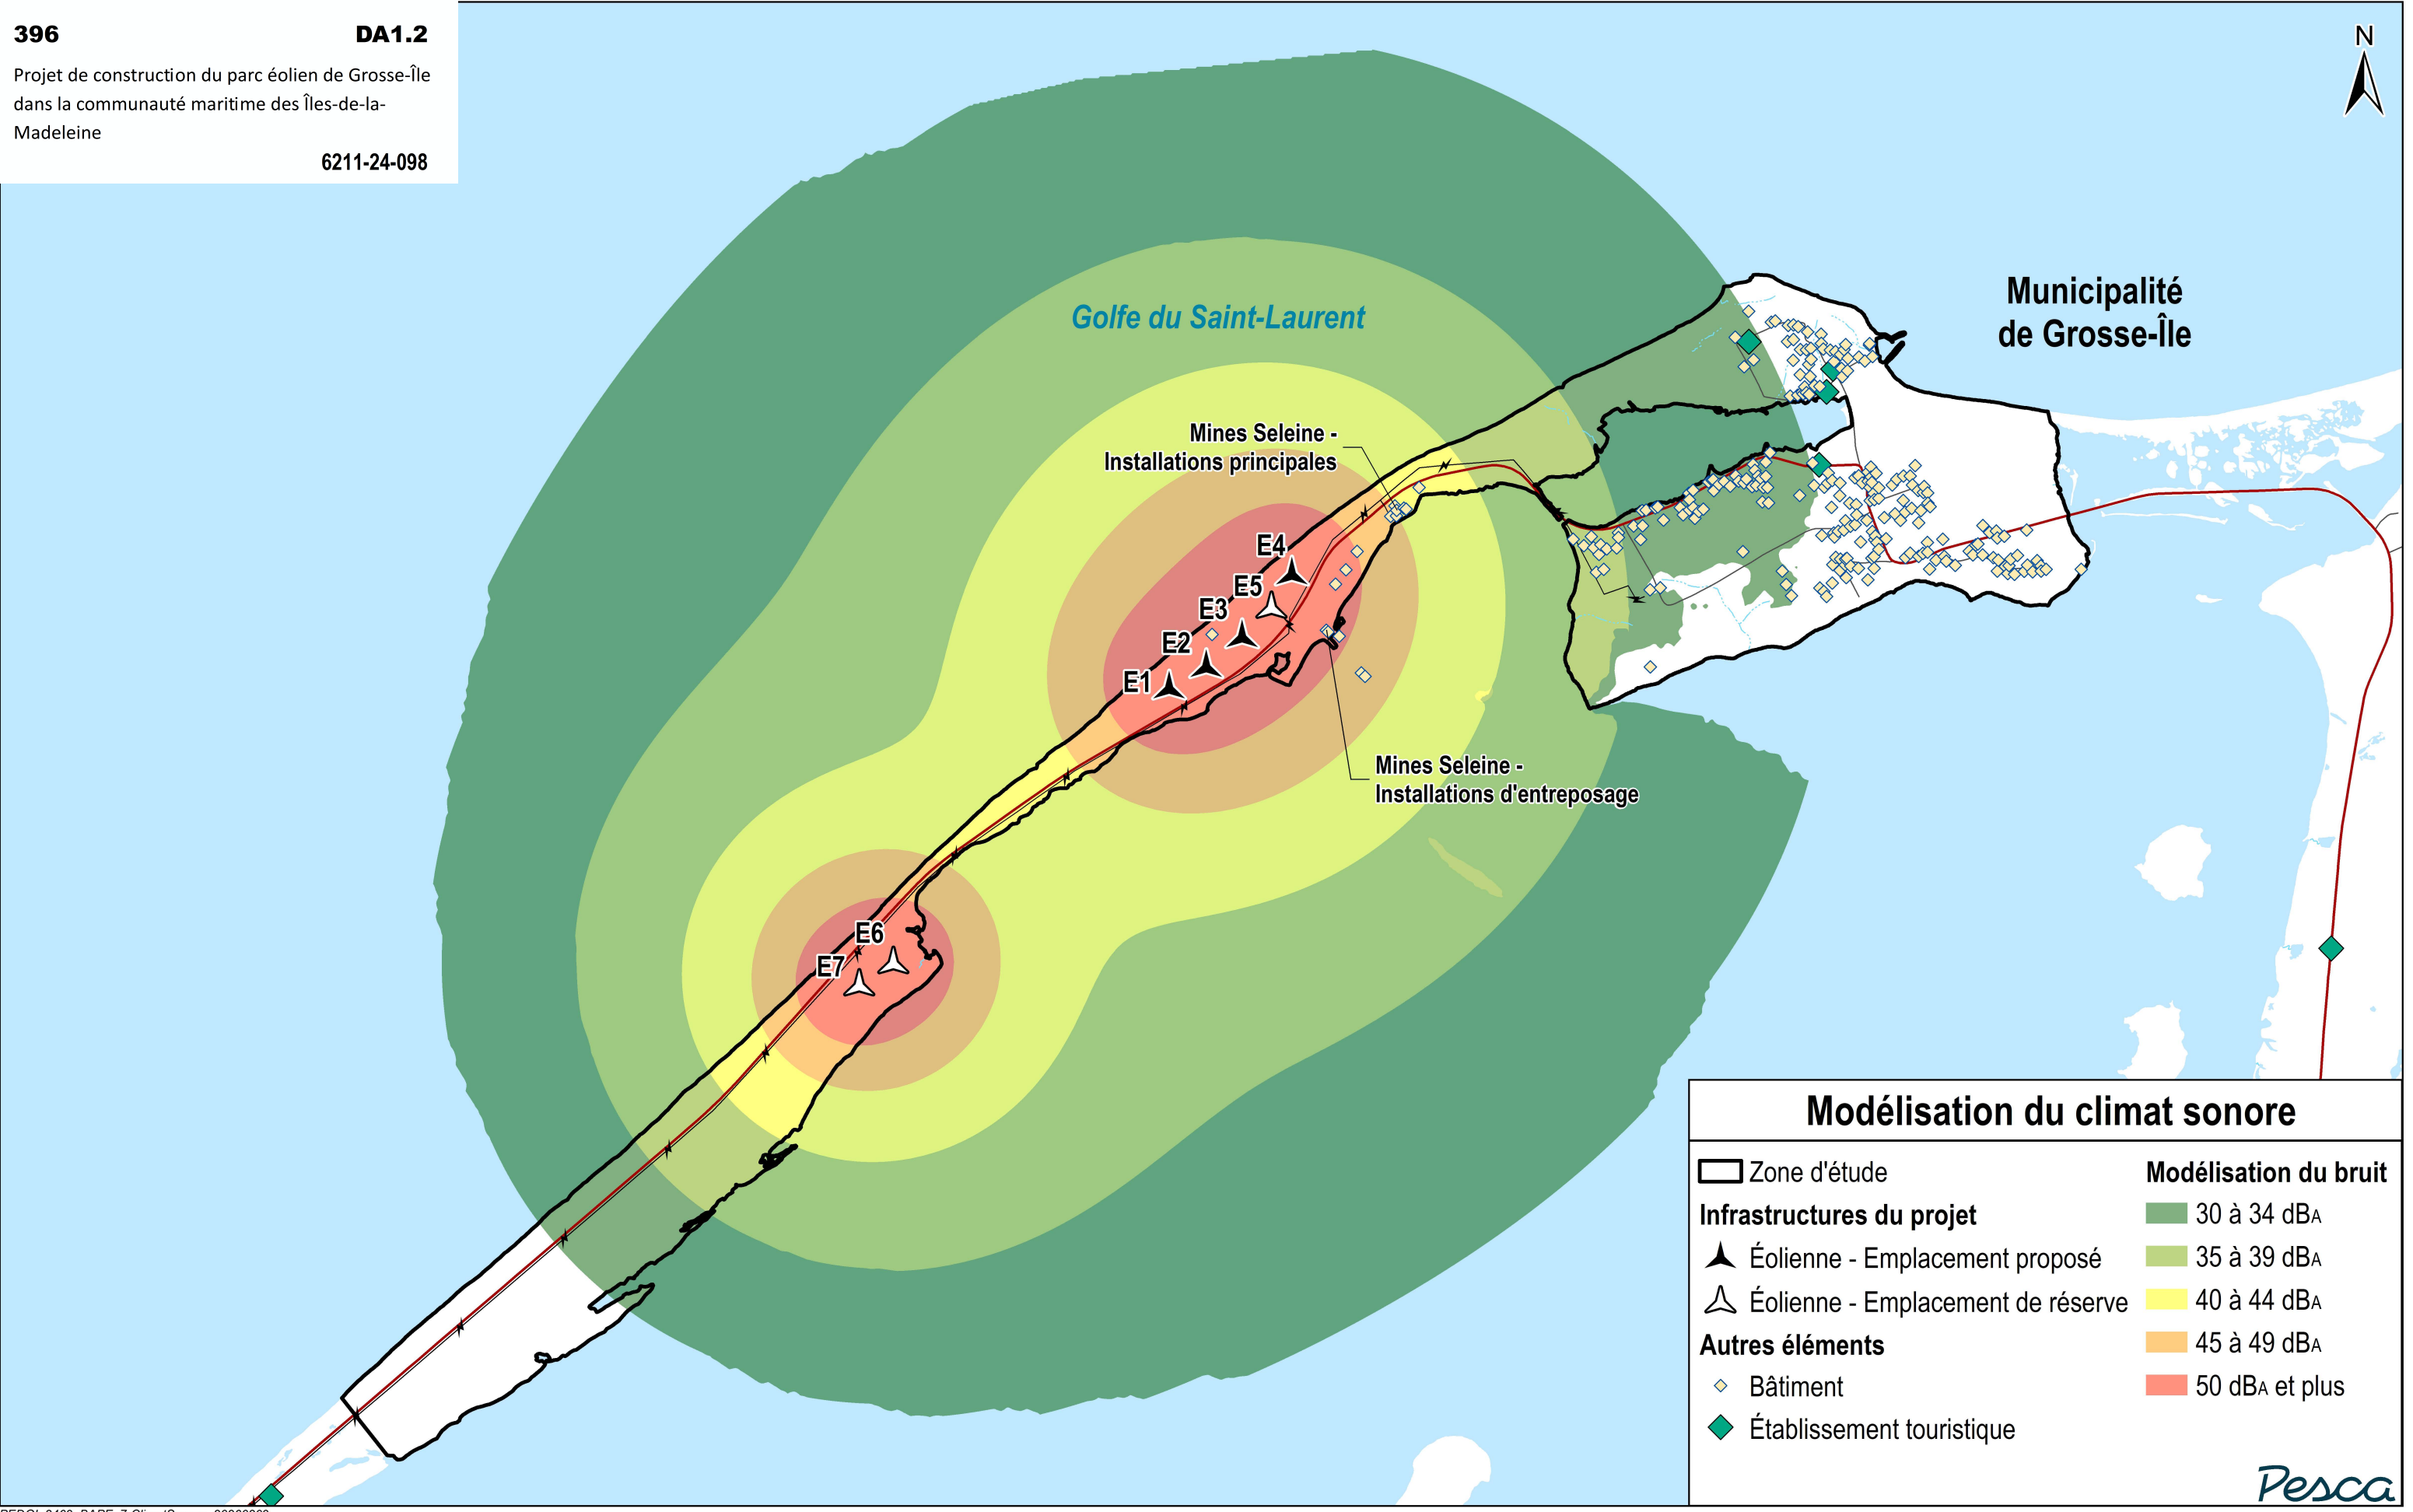 396 DA1.2
Projet de construction du parc éolien de Grosse-Île
dans la communauté maritime des Îles-de-la-
Madeleine
6211-24-098
N
Municipalité
de Grosse-Île
Golfe du Saint-Laurent
Mines Seleine -
Installations principales
E4
E5
E3
E2
E1
Mines Seleine -
Installations d'entreposage
E6
E7
Modélisation du climat sonore
Zone d'étude
Infrastructures du projet
Éolienne - Emplacement proposé
Éolienne - Emplacement de réserve
Autres éléments
Bâtiment
Établissement touristique
Modélisation du bruit
30 à 34 dBA
35 à 39 dBA
40 à 44 dBA
45 à 49 dBA
50 dBA et plus
Pesca